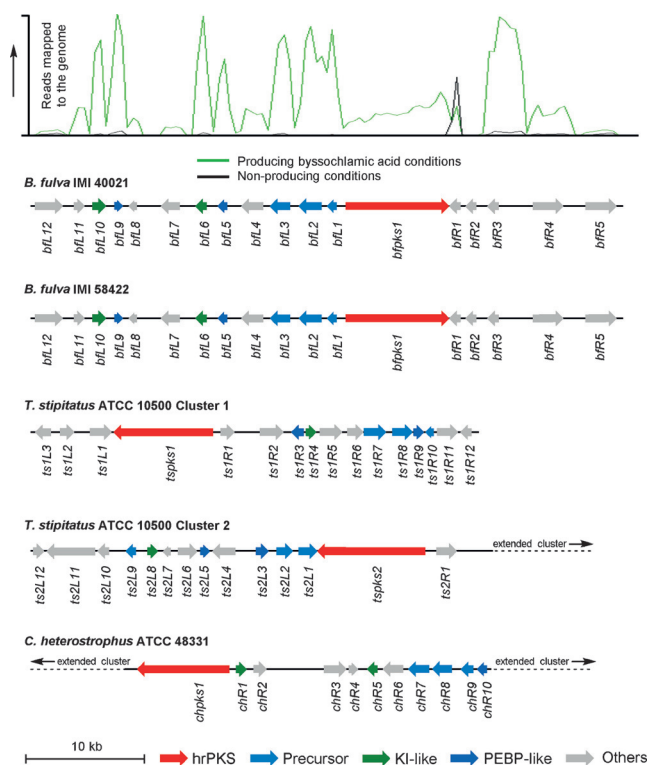 Reads mapped
to the genome
Producing byssochlamic acid conditions
Non-producing conditions
B. fulva IMI 40021
bfL12 bfL11 bfL10 bfL9 bfL8 bfL7 bfL6 bfL5 bfL4 bfL3 bfL2 bfL1 bfpks1 bfR1 bfR2 bfR3 bfR4 bfR5
B. fulva IMI 58422
bfL12 bfL11 bfL10 bfL9 bfL8 bfL7 bfL6 bfL5 bfL4 bfL3 bfL2 bfL1 bfpks1 bfR1 bfR2 bfR3 bfR4 bfR5
T. stipitatus ATCC 10500 Cluster 1
ts1L3 ts1L2 ts1L1 tspks1 ts1R1 ts1R2 ts1R3 ts1R4 ts1R5 ts1R6 ts1R7 ts1R8 ts1R9 ts1R10 ts1R11 ts1R12
T. stipitatus ATCC 10500 Cluster 2
extended cluster
ts2L12 ts2L11 ts2L10 ts2L9 ts2L8 ts2L7 ts2L6 ts2L5 ts2L4 ts2L3 ts2L2 ts2L1 tspks2 ts2R1
C. heterostrophus ATCC 48331
extended cluster extended cluster
chpks1 chR1 chR2 chR3 chR4 chR5 chR6 chR7 chR8 chR9 chR10
10 kb hrPKS Precursor KI-like PEBP-like Others